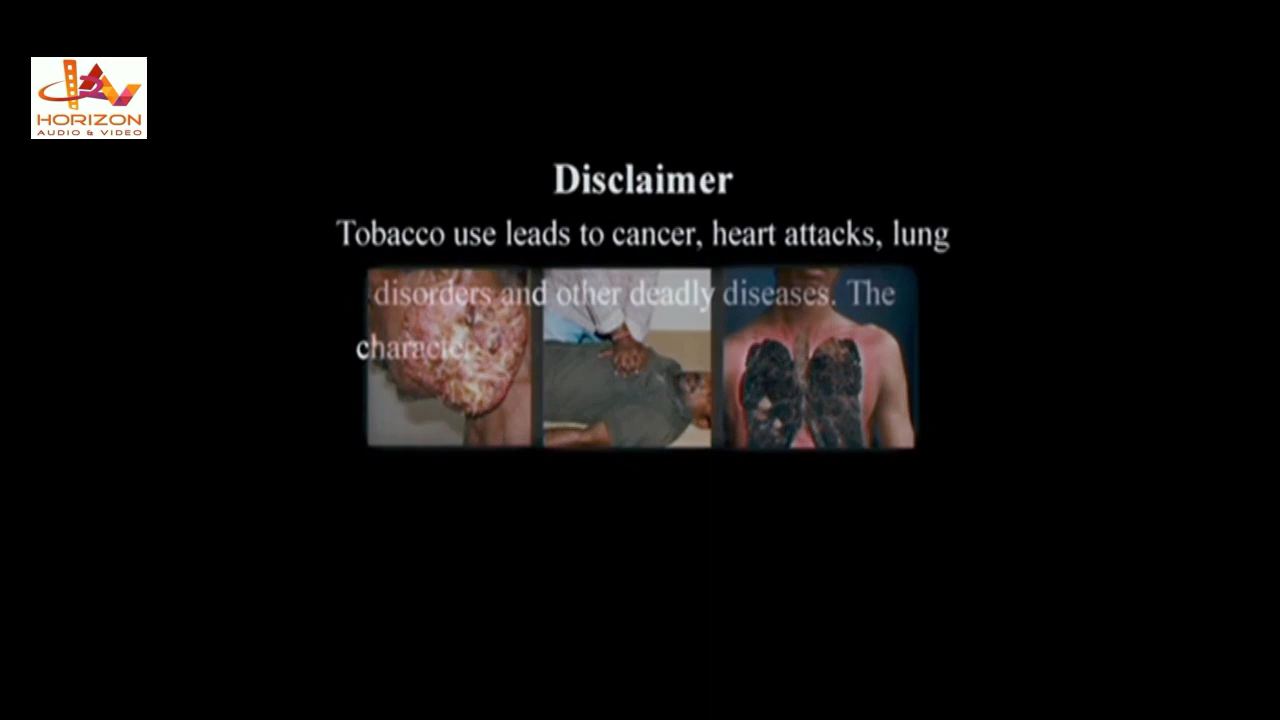 HORIZON
AUDIO & VIDEO
Disclaimer
Tobacco use leads to cancer, heart attacks, lung
disorders and other deadly diseases. The
character